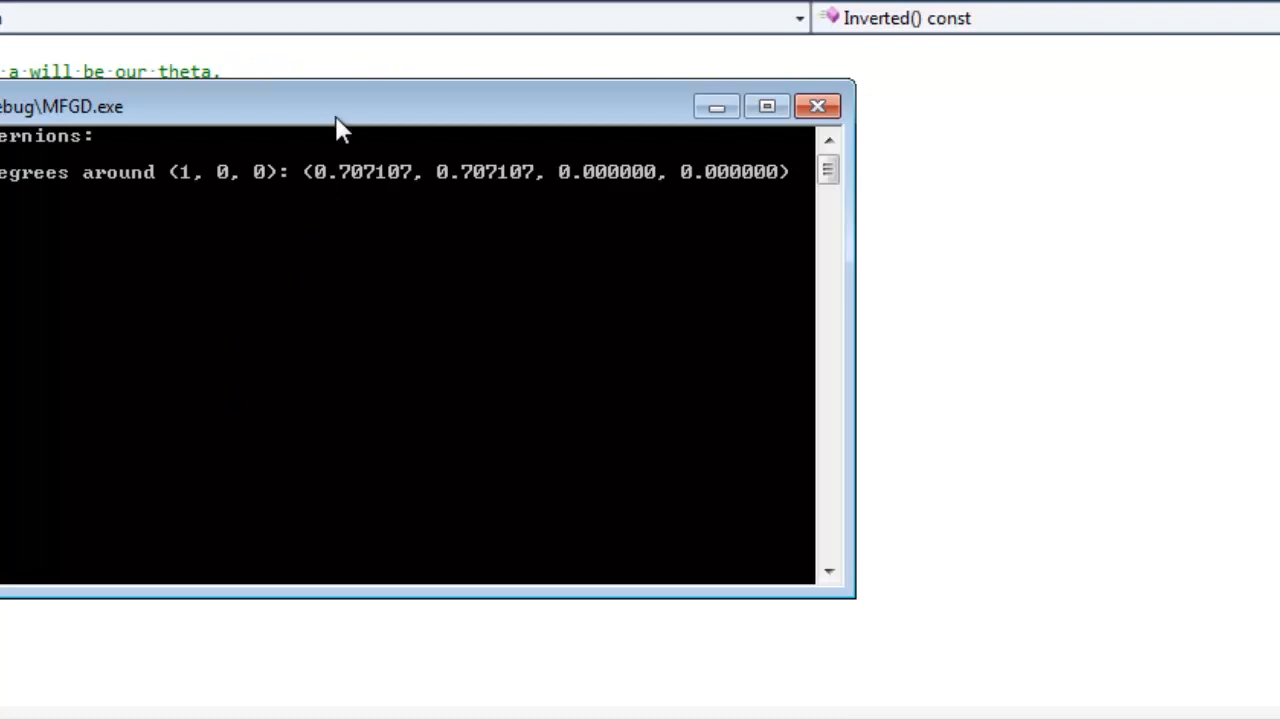 Inverted() const
a will be our theta.
ebug\MFGD.exe
ernions:
egrees around (1, 0, 0): (0.707107, 0.707107, 0.000000, 0.000000)